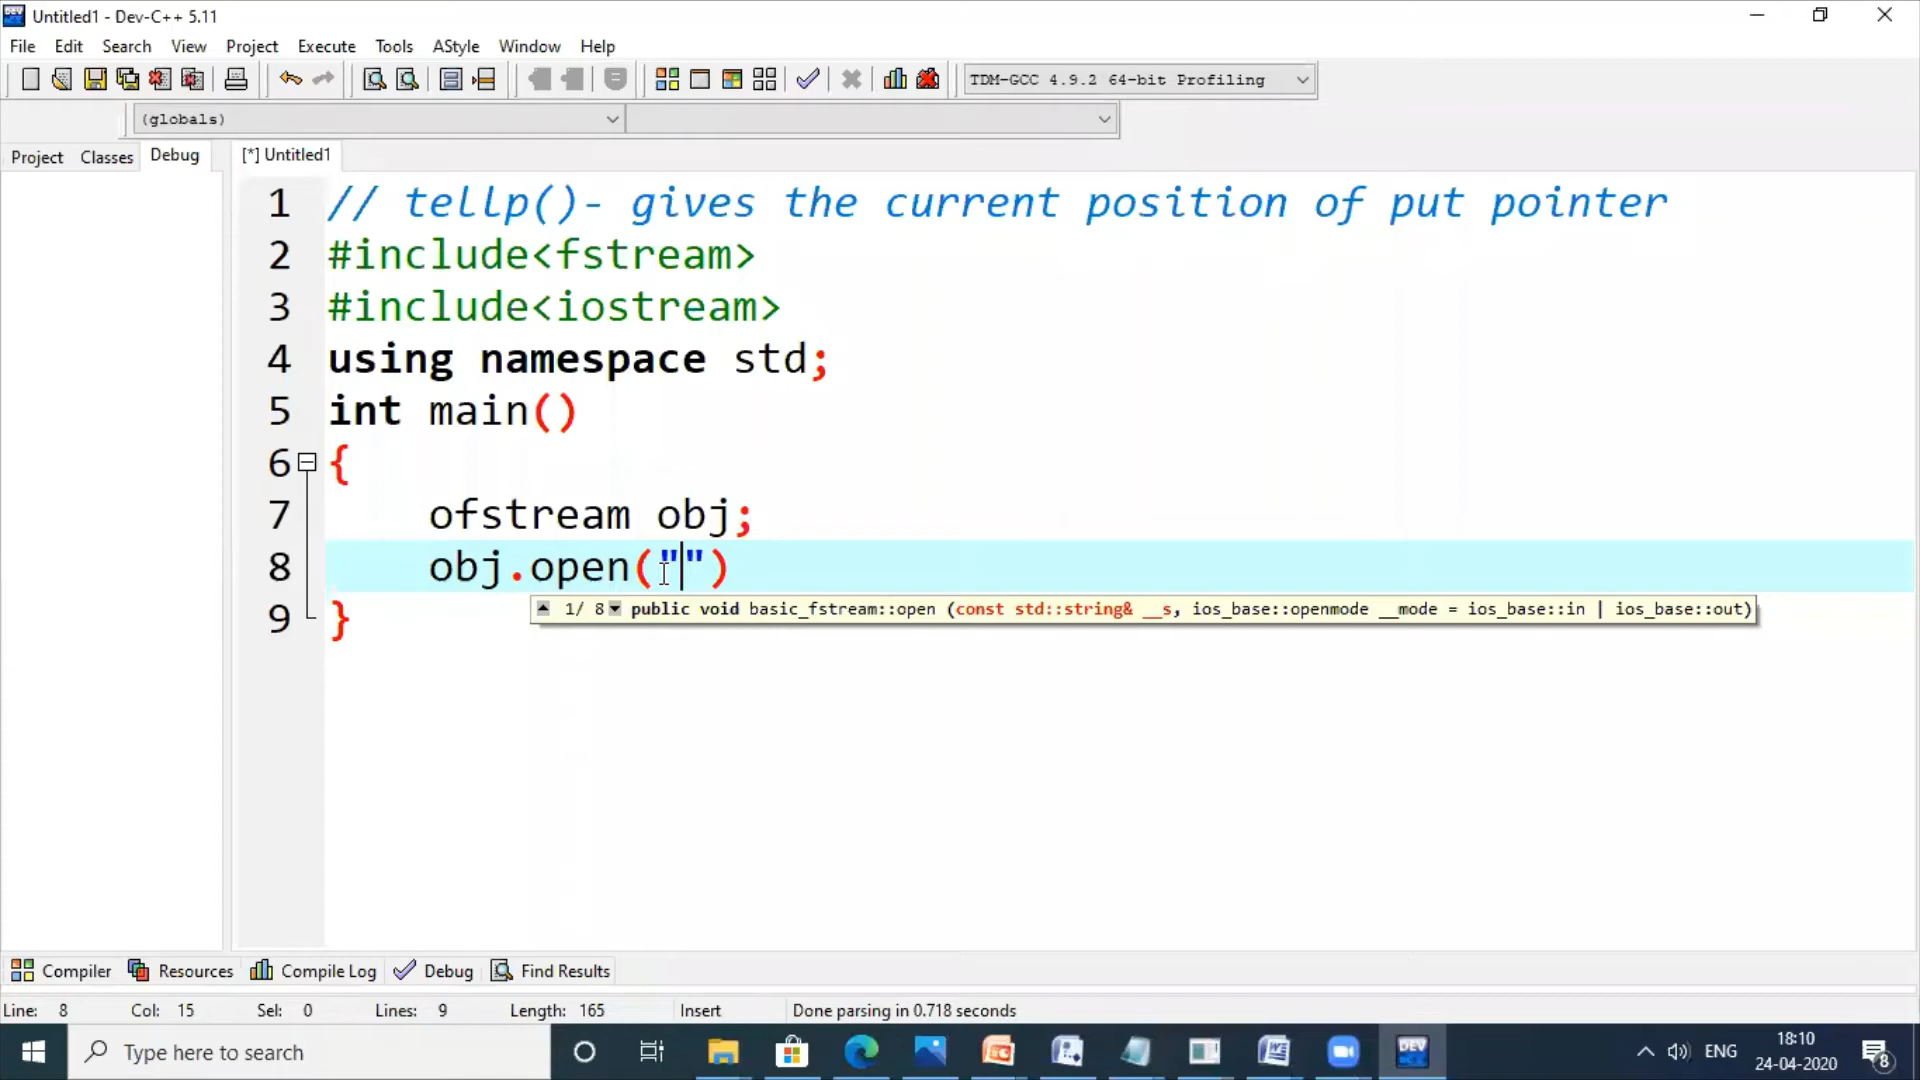 Untitled1 - Dev-C++ 5.11
File Edit Search View Project Execute Tools AStyle Window Help
TDM-GCC 4.9.2 64-bit Profiling
(globals)
Project Classes Debug [*] Untitled1
1 // tellp()- gives the current position of put pointer
2 #include<fstream>
3 #include<iostream>
4 using namespace std;
5 int main()
6 {
7 ofstream obj;
8 obj.open("")
1/ 8 public void basic_fstream::open (const std::string& __s, ios_base::openmode __mode = ios_base::in | ios_base::out)
9 }
Compiler Resources Compile Log Debug Find Results
Line: 8 Col: 15 Sel: 0 Lines: 9 Length: 165 Insert Done parsing in 0.718 seconds
Type here to search
DEV
ENG
18:10
24-04-2020
8